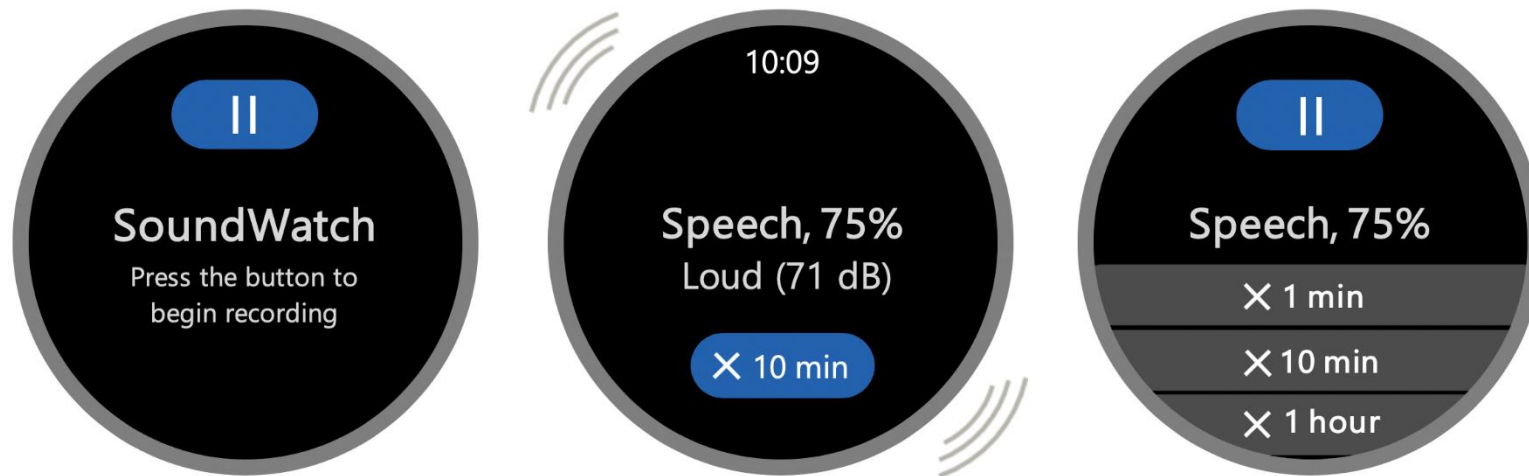 SoundWatch
Press the button to
begin recording
10:09
Speech, 75%
Loud (71 dB)
× 10 min
Speech, 75%
× 1 min
× 10 min
× 1 hour